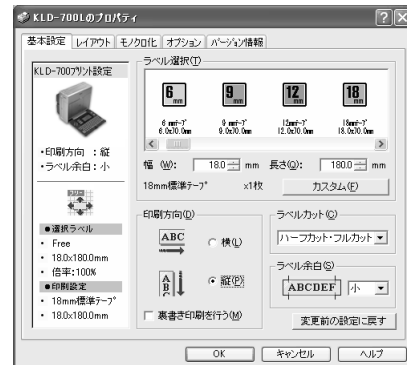 KLD-700Lのプロパティ
基本設定 レイアウト モノクロ化 オプション バージョン情報
KLD-700プリント設定
・印刷方向 ：縦
・ラベル余白：小
フリー
●選択ラベル
・ Free
・ 18.0x180.0mm
・ 倍率:100%
●印刷設定
・ 18mm標準テープ
・ 18.0x180.0mm
ラベル選択(T)
6 mm 9 mm 12 mm 18 mm
6 mmテープ 9 mmテープ 12mmテープ 18mmテープ
6.0x70.0mm 9.0x70.0mm 12.0x70.0mm 18.0x70.0mm
幅 (W): 18.0 mm 長さ(Q): 180.0 mm
18mm標準テープ x1枚 カスタム(F)
印刷方向(D)
ABC 横(L)
ABC 縦(P)
裏書き印刷を行う(M)
ラベルカット(C)
ハーフカット・フルカット
ラベル余白(S)
ABCDEF 小
変更前の設定に戻す
OK キャンセル ヘルプ